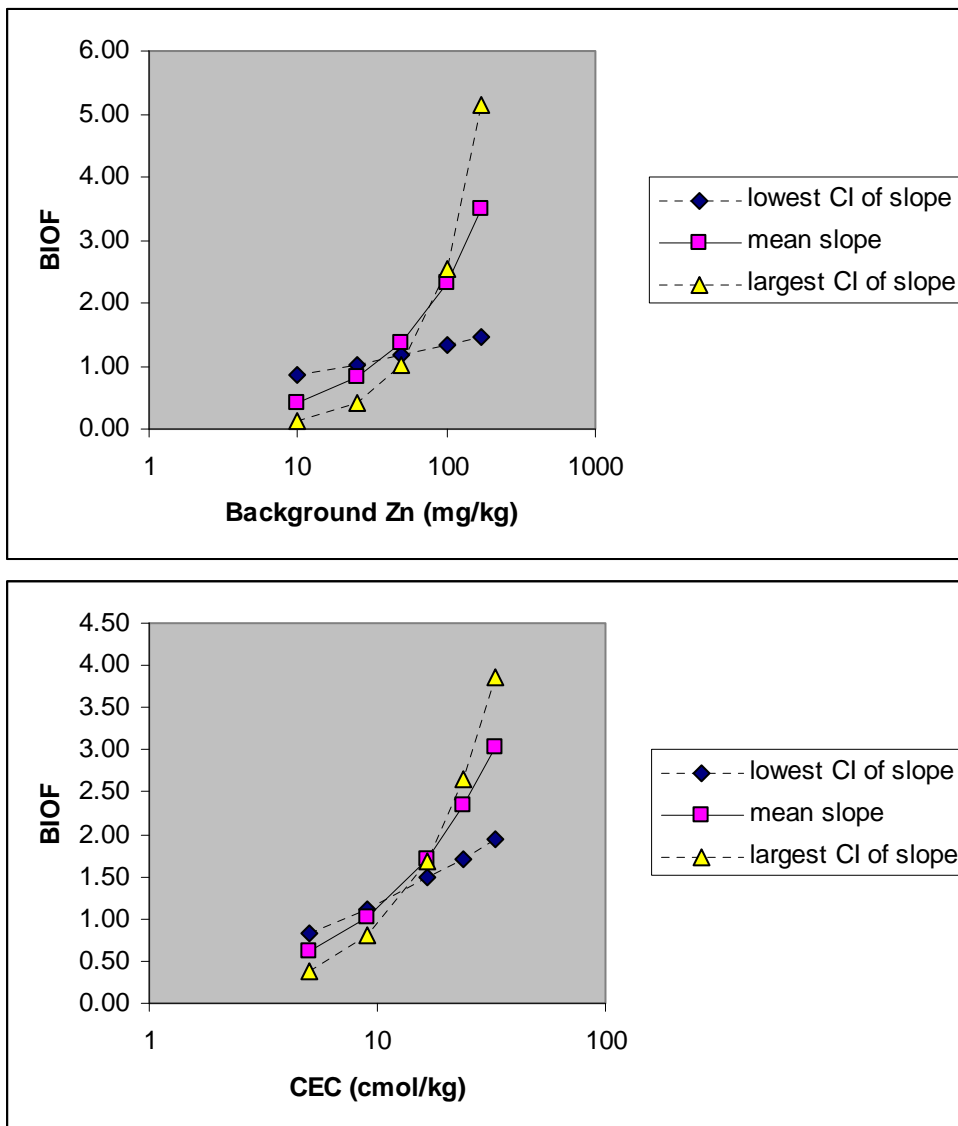 6.00
5.00
4.00
3.00
2.00
1.00
0.00
BIOF
1 10 100 1000
Background Zn (mg/kg)
lowest CI of slope
mean slope
largest CI of slope
4.50
4.00
3.50
3.00
2.50
2.00
1.50
1.00
0.50
0.00
BIOF
1 10 100
CEC (cmol/kg)
lowest CI of slope
mean slope
largest CI of slope